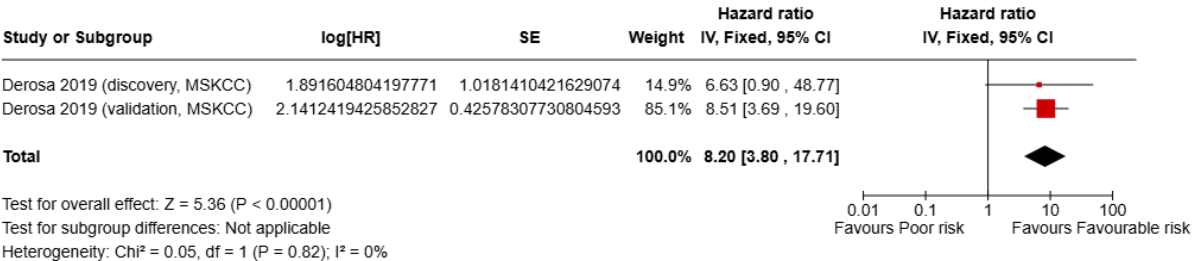 Hazard ratio Hazard ratio
Study or Subgroup log[HR] SE Weight IV, Fixed, 95% CI IV, Fixed, 95% CI
Derosa 2019 (discovery, MSKCC) 1.891604804197771 1.0181410421629074 14.9% 6.63 [0.90 , 48.77]
Derosa 2019 (validation, MSKCC) 2.1412419425852827 0.42578307730804593 85.1% 8.51 [3.69 , 19.60]
Total 100.0% 8.20 [3.80 , 17.71]
Test for overall effect: Z = 5.36 (P < 0.00001)
0.01 0.1 1 10 100
Test for subgroup differences: Not applicable
Favours Poor risk Favours Favourable risk
Heterogeneity: Chi² = 0.05, df = 1 (P = 0.82); I² = 0%